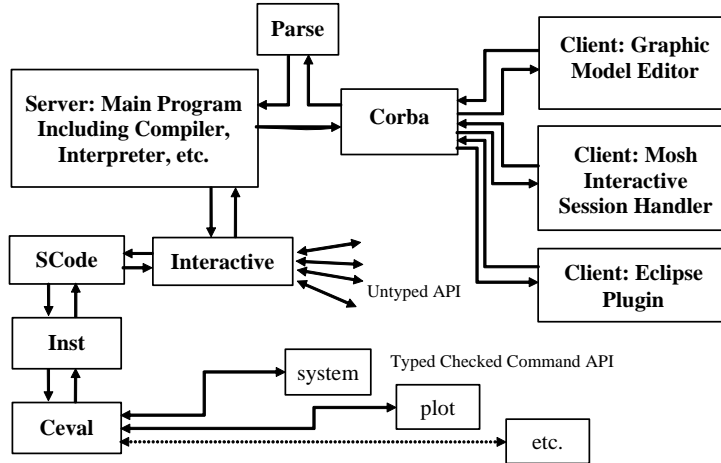 Parse
Client: Graphic
Model Editor
Server: Main Program
Including Compiler,
Interpreter, etc.
Corba
Client: Mosh
Interactive
Session Handler
SCode
Interactive
Untyped API
Client: Eclipse
Plugin
Inst
system
Typed Checked Command API
plot
Ceval
etc.